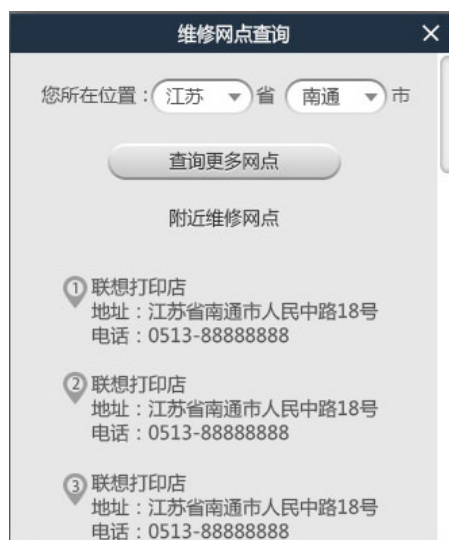 维修网点查询
您所在位置：江苏 省 南通 市
查询更多网点
附近维修网点
1 联想打印店
地址：江苏省南通市人民中路18号
电话：0513-88888888
2 联想打印店
地址：江苏省南通市人民中路18号
电话：0513-88888888
3 联想打印店
地址：江苏省南通市人民中路18号
电话：0513-88888888